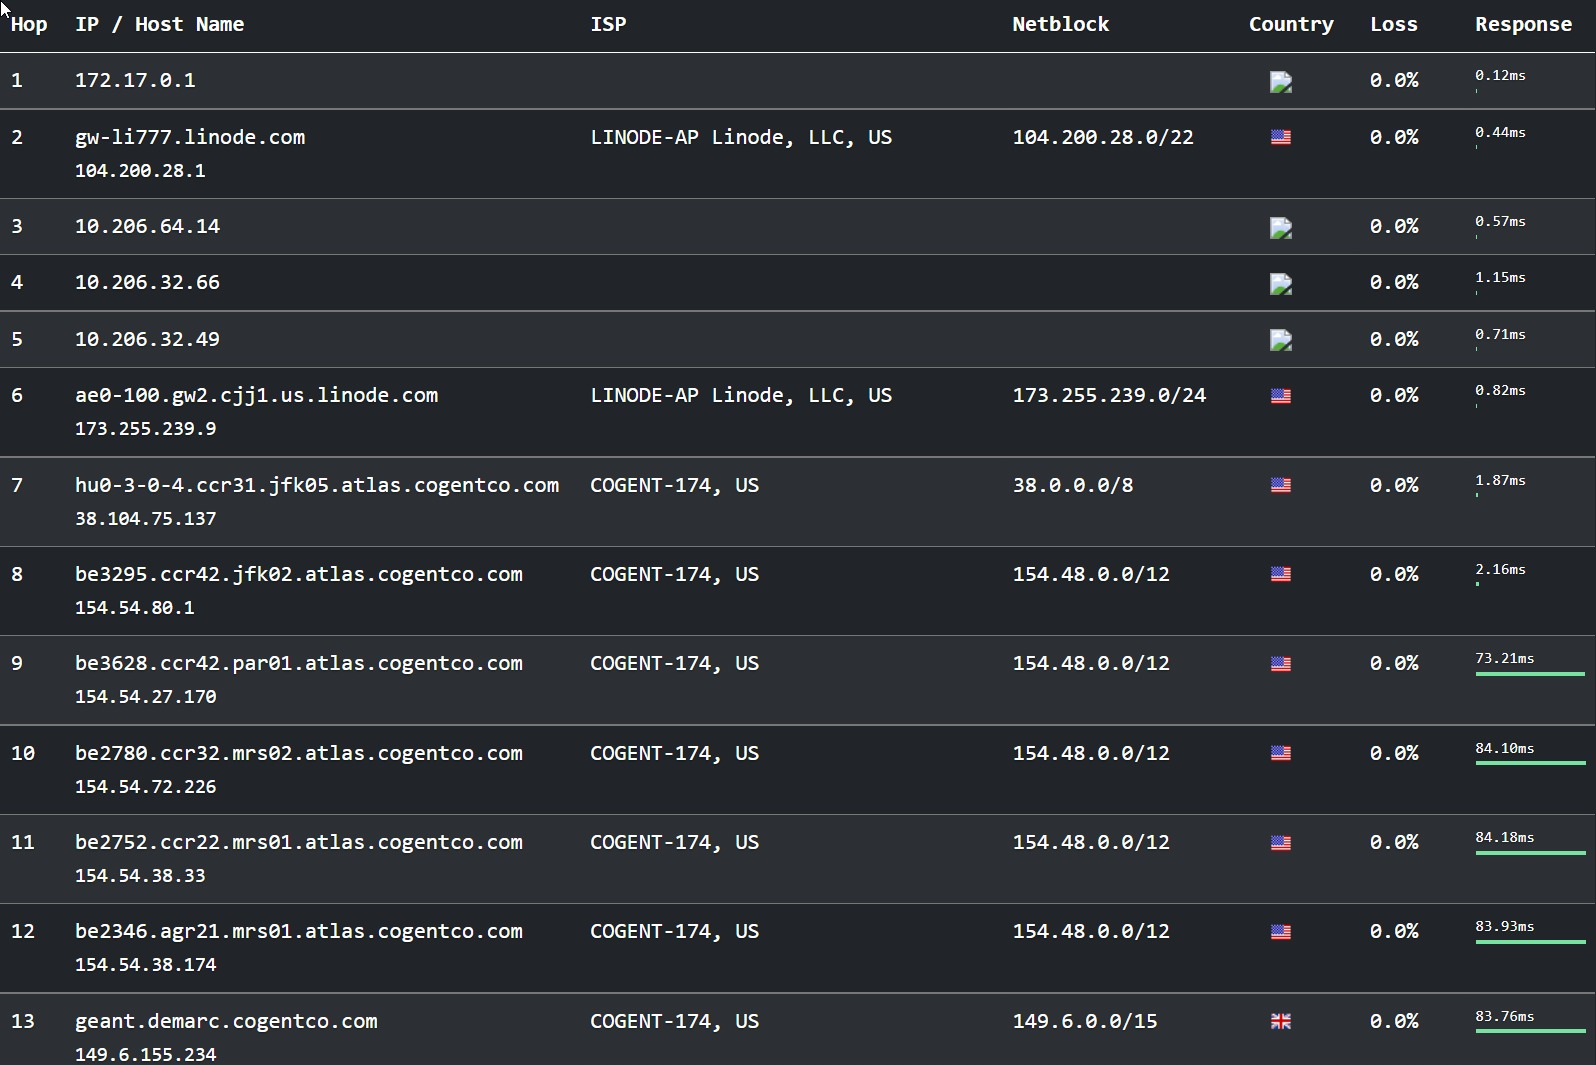 Hop IP / Host Name ISP Netblock Country Loss Response
1 172.17.0.1 0.0% 0.12ms
2 gw-li777.linode.com LINODE-AP Linode, LLC, US 104.200.28.0/22 0.0% 0.44ms
104.200.28.1
3 10.206.64.14 0.0% 0.57ms
4 10.206.32.66 0.0% 1.15ms
5 10.206.32.49 0.0% 0.71ms
6 ae0-100.gw2.cjj1.us.linode.com LINODE-AP Linode, LLC, US 173.255.239.0/24 0.0% 0.82ms
173.255.239.9
7 hu0-3-0-4.ccr31.jfk05.atlas.cogentco.com COGENT-174, US 38.0.0.0/8 0.0% 1.87ms
38.104.75.137
8 be3295.ccr42.jfk02.atlas.cogentco.com COGENT-174, US 154.48.0.0/12 0.0% 2.16ms
154.54.80.1
9 be3628.ccr42.par01.atlas.cogentco.com COGENT-174, US 154.48.0.0/12 0.0% 73.21ms
154.54.27.170
10 be2780.ccr32.mrs02.atlas.cogentco.com COGENT-174, US 154.48.0.0/12 0.0% 84.10ms
154.54.72.226
11 be2752.ccr22.mrs01.atlas.cogentco.com COGENT-174, US 154.48.0.0/12 0.0% 84.18ms
154.54.38.33
12 be2346.agr21.mrs01.atlas.cogentco.com COGENT-174, US 154.48.0.0/12 0.0% 83.93ms
154.54.38.174
13 geant.demarc.cogentco.com COGENT-174, US 149.6.0.0/15 0.0% 83.76ms
149.6.155.234